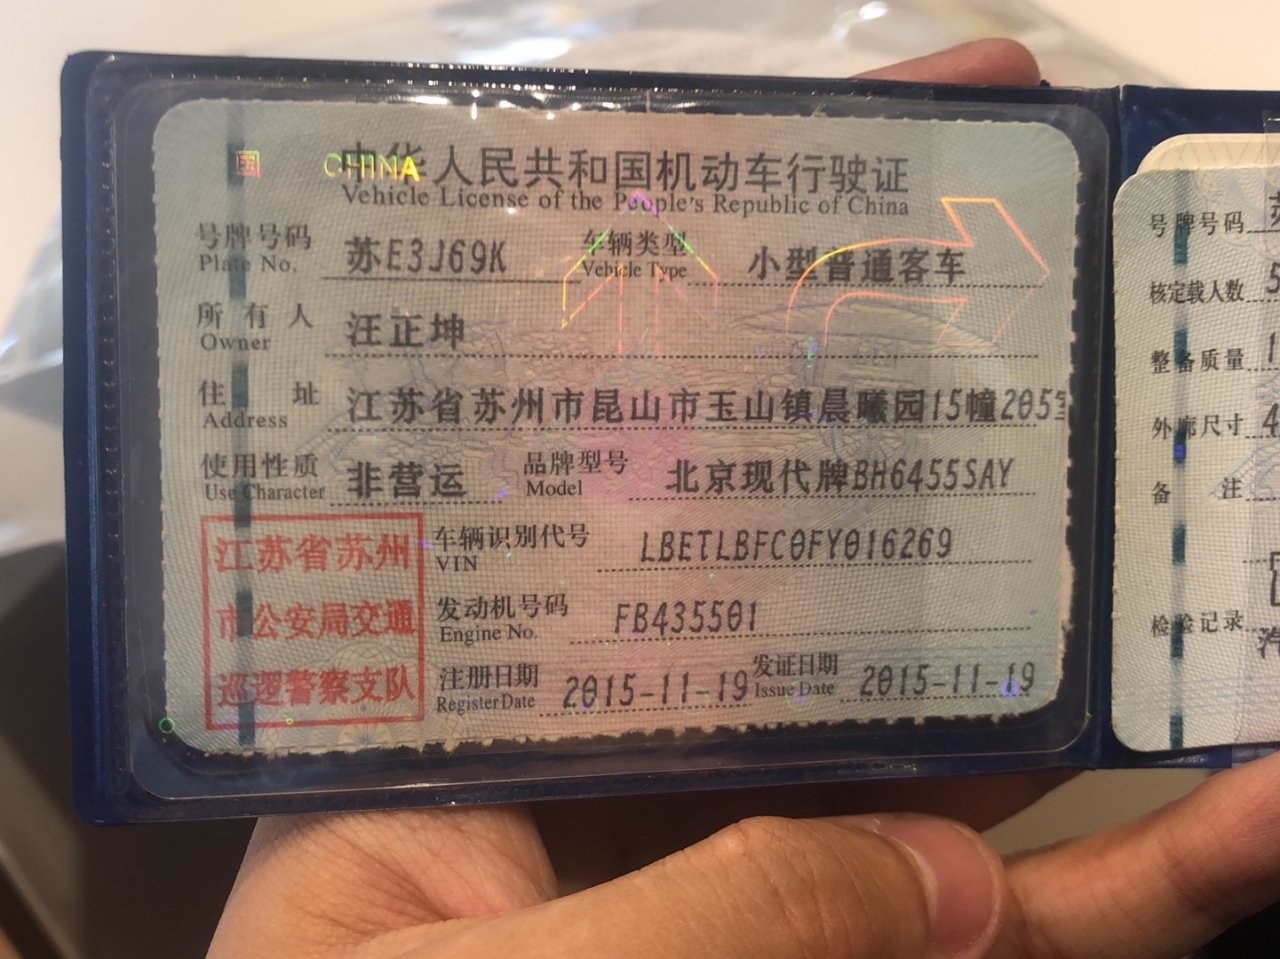 CHINA
中华人民共和国机动车行驶证
Vehicle License of the People's Republic of China
号牌号码 苏E3J69K 车辆类型 小型普通客车
Plate No. Vehicle Type
所有人 汪正坤
Owner
住址 江苏省苏州市昆山市玉山镇晨曦园15幢205室
Address
使用性质 非营运 品牌型号 北京现代牌BH6455SAY
Use Character Model
江苏省苏州
市公安局交通
巡逻警察支队
车辆识别代号 LBETLBFC0FY016269
VIN
发动机号码 FB435501
Engine No.
注册日期 2015-11-19 发证日期 2015-11-19
Register Date Issue Date
号牌号码
核定载人数 5
整备质量 1
外廓尺寸 4
备注
检验记录